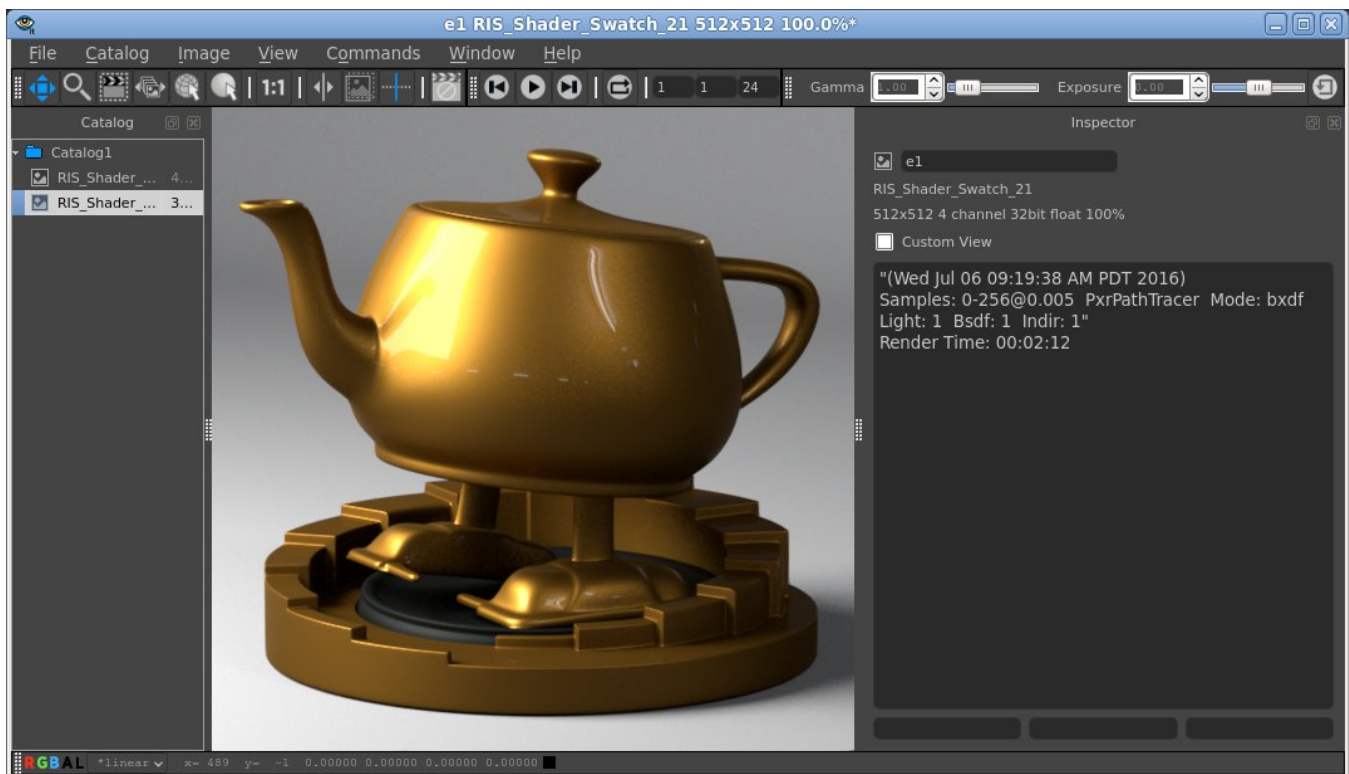 e1 RIS_Shader_Swatch_21 512x512 100.0%*
File Catalog Image View Commands Window Help
1:1 1 1 24 Gamma 1.00 Exposure 0.00
Catalog
Inspector
Catalog1
e1
RIS_Shader_... 4...
RIS_Shader_Swatch_21
RIS_Shader_... 3...
512x512 4 channel 32bit float 100%
Custom View
"(Wed Jul 06 09:19:38 AM PDT 2016)
Samples: 0-256@0.005 PxrPathTracer Mode: bxdf
Light: 1 Bsdf: 1 Indir: 1"
Render Time: 00:02:12
RGBAL *linear x= 489 y= -1 0.00000 0.00000 0.00000 0.00000